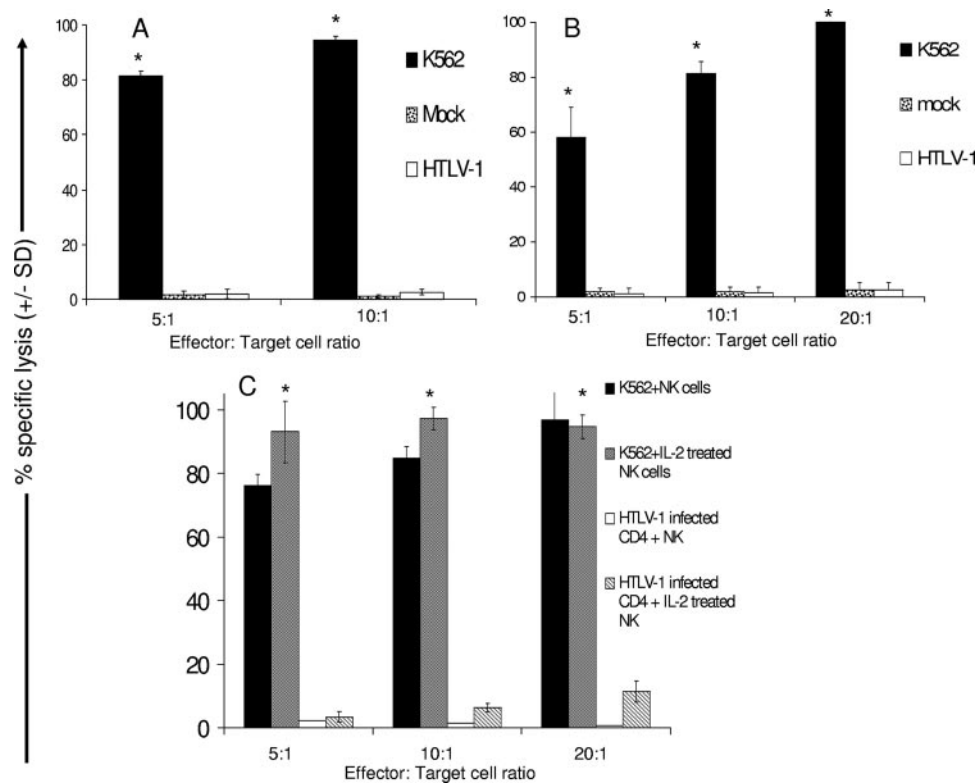 % specific lysis (+/- SD)
A
100
80
60
40
20
0
*
*
K562
Mock
HTLV-1
5:1
10:1
Effector: Target cell ratio
B
100
80
60
40
20
0
*
*
*
K562
mock
HTLV-1
5:1
10:1
20:1
Effector: Target cell ratio
C
100
80
60
40
20
0
*
*
*
K562+NK cells
K562+IL-2 treated
NK cells
HTLV-1 infected
CD4 + NK
HTLV-1 infected
CD4 + IL-2 treated
NK
5:1
10:1
20:1
Effector: Target cell ratio